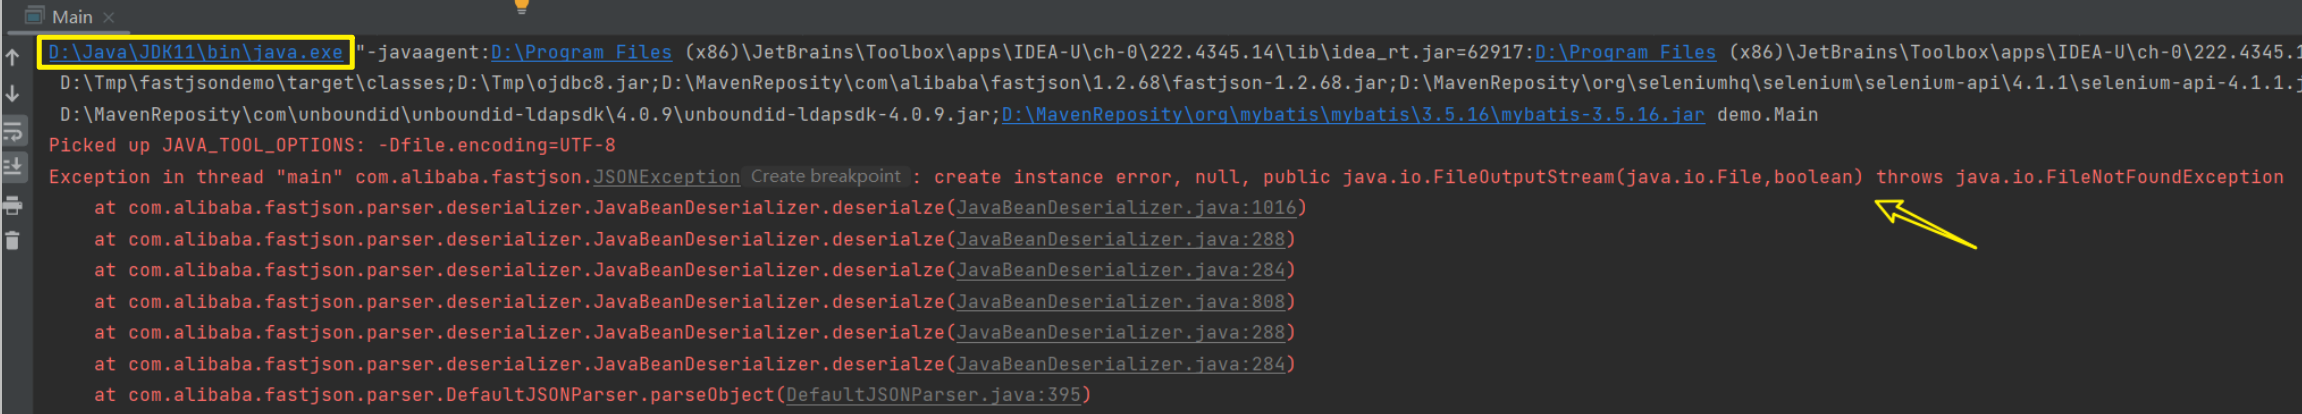 Main
D:\Java\JDK11\bin\java.exe "-javaagent:D:\Program Files (x86)\JetBrains\Toolbox\apps\IDEA-U\ch-0\222.4345.14\lib\idea_rt.jar=62917:D:\Program Files (x86)\JetBrains\Toolbox\apps\IDEA-U\ch-0\222.4345.1
D:\Tmp\fastjsondemo\target\classes;D:\Tmp\ojdbc8.jar;D:\MavenReposity\com\alibaba\fastjson\1.2.68\fastjson-1.2.68.jar;D:\MavenReposity\org\seleniumhq\selenium\selenium-api\4.1.1\selenium-api-4.1.1.j
D:\MavenReposity\com\unboundid\unboundid-ldapsdk\4.0.9\unboundid-ldapsdk-4.0.9.jar;D:\MavenReposity\org\mybatis\mybatis\3.5.16\mybatis-3.5.16.jar demo.Main
Picked up JAVA_TOOL_OPTIONS: -Dfile.encoding=UTF-8
Exception in thread "main" com.alibaba.fastjson.JSONException Create breakpoint : create instance error, null, public java.io.FileOutputStream(java.io.File,boolean) throws java.io.FileNotFoundException
at com.alibaba.fastjson.parser.deserializer.JavaBeanDeserializer.deserialze(JavaBeanDeserializer.java:1016)
at com.alibaba.fastjson.parser.deserializer.JavaBeanDeserializer.deserialze(JavaBeanDeserializer.java:288)
at com.alibaba.fastjson.parser.deserializer.JavaBeanDeserializer.deserialze(JavaBeanDeserializer.java:284)
at com.alibaba.fastjson.parser.deserializer.JavaBeanDeserializer.deserialze(JavaBeanDeserializer.java:808)
at com.alibaba.fastjson.parser.deserializer.JavaBeanDeserializer.deserialze(JavaBeanDeserializer.java:288)
at com.alibaba.fastjson.parser.deserializer.JavaBeanDeserializer.deserialze(JavaBeanDeserializer.java:284)
at com.alibaba.fastjson.parser.DefaultJSONParser.parseObject(DefaultJSONParser.java:395)